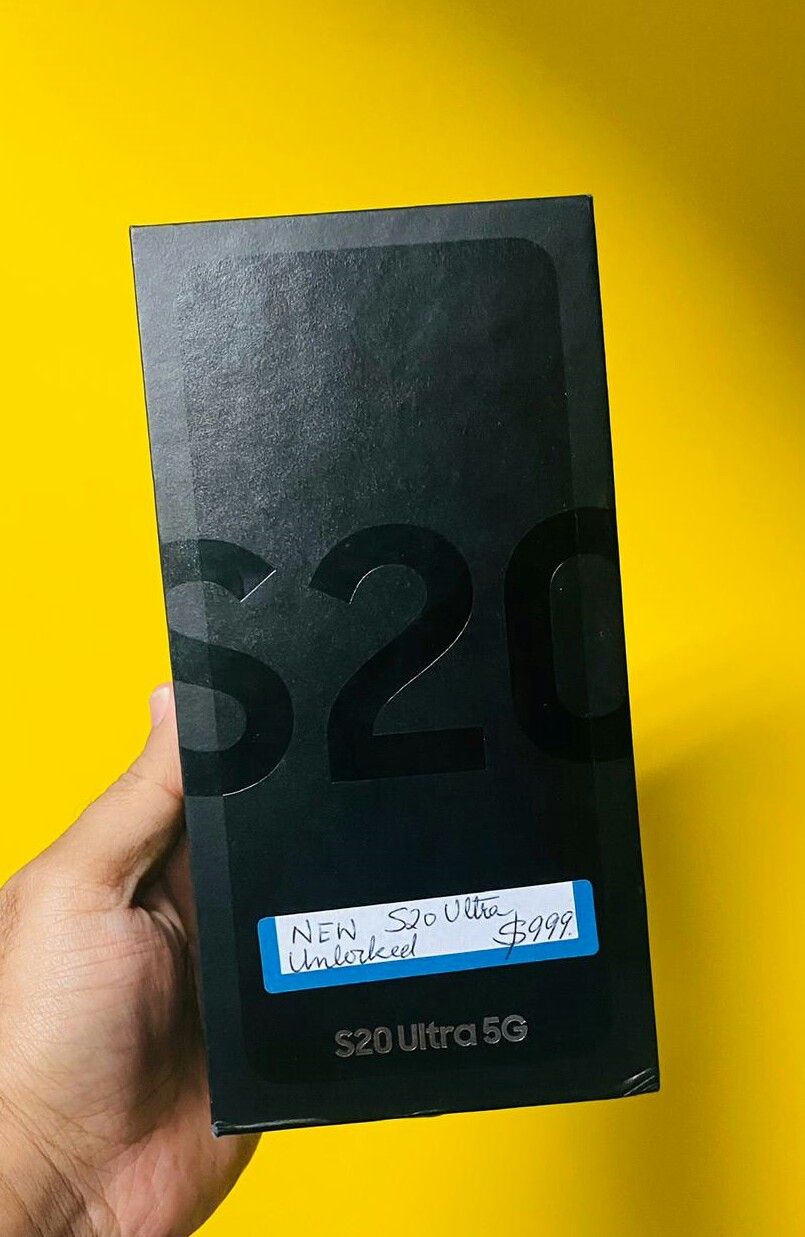 S20
NEW S20 Ultra
Unlocked $999.
S20 Ultra 5G